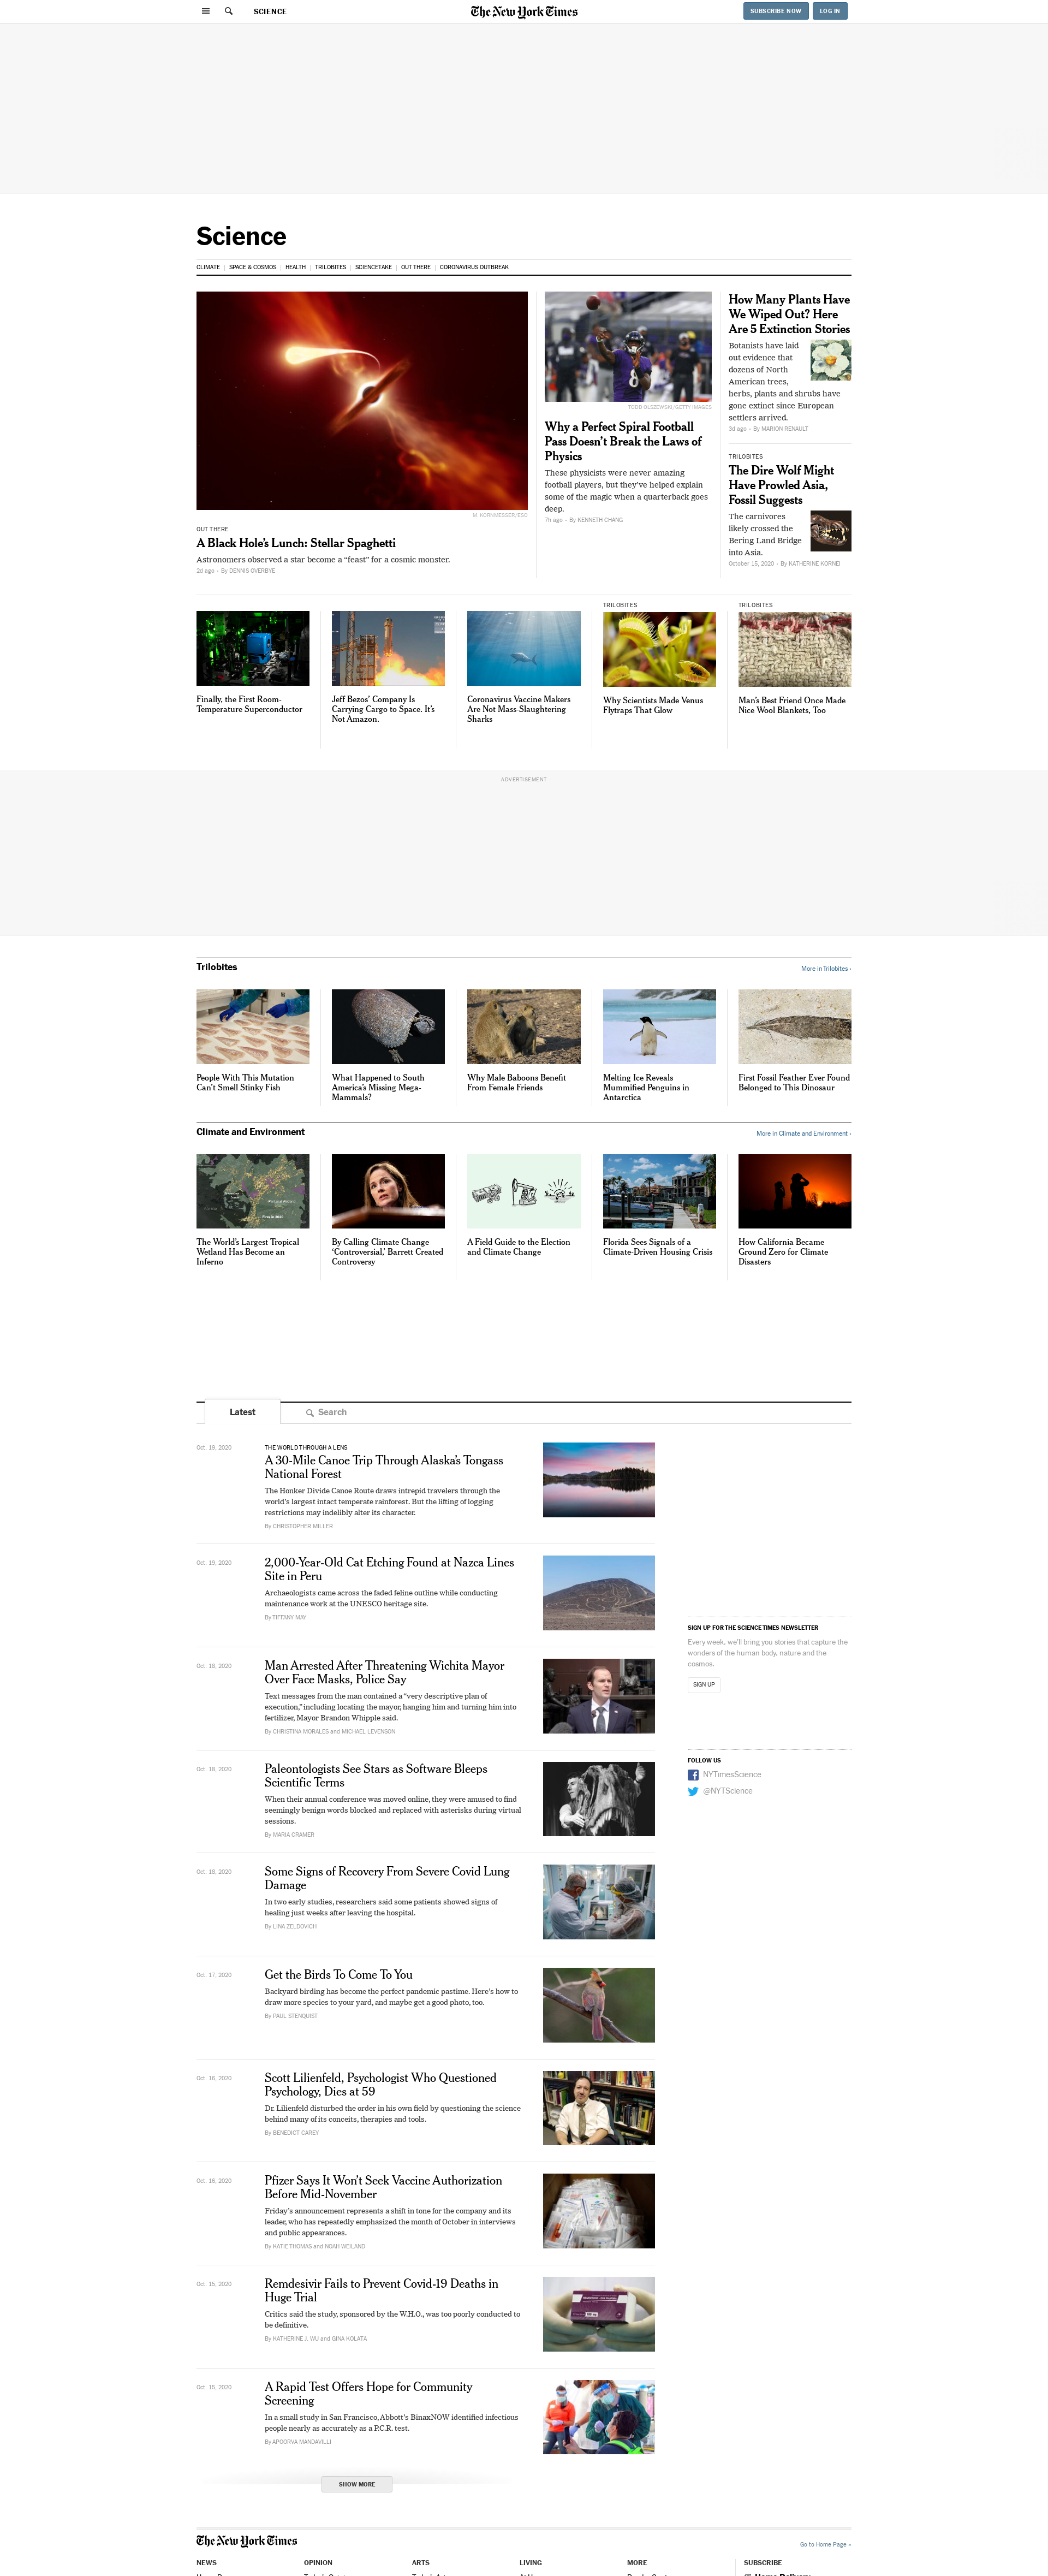 SCIENCE
The New York Times
SUBSCRIBE NOW
LOG IN
Science
CLIMATE
SPACE & COSMOS
HEALTH
TRILOBITES
SCIENCETAKE
OUT THERE
CORONAVIRUS OUTBREAK
M. KORNMESSER/ESO
OUT THERE
A Black Hole's Lunch: Stellar Spaghetti
Astronomers observed a star become a “feast” for a cosmic monster.
2d ago - By DENNIS OVERBYE
TODD OLSZEWSKI/GETTY IMAGES
Why a Perfect Spiral Football
Pass Doesn't Break the Laws of
Physics
These physicists were never amazing
football players, but they've helped explain
some of the magic when a quarterback goes
deep.
7h ago - By KENNETH CHANG
How Many Plants Have
We Wiped Out? Here
Are 5 Extinction Stories
Botanists have laid
out evidence that
dozens of North
American trees,
herbs, plants and shrubs have
gone extinct since European
settlers arrived.
3d ago - By MARION RENAULT
TRILOBITES
The Dire Wolf Might
Have Prowled Asia,
Fossil Suggests
The carnivores
likely crossed the
Bering Land Bridge
into Asia.
October 15, 2020 - By KATHERINE KORNEI
Finally, the First Room-
Temperature Superconductor
Jeff Bezos' Company Is
Carrying Cargo to Space. It's
Not Amazon.
Coronavirus Vaccine Makers
Are Not Mass-Slaughtering
Sharks
TRILOBITES
Why Scientists Made Venus
Flytraps That Glow
TRILOBITES
Man's Best Friend Once Made
Nice Wool Blankets, Too
ADVERTISEMENT
Trilobites
More in Trilobites ›
People With This Mutation
Can't Smell Stinky Fish
What Happened to South
America's Missing Mega-
Mammals?
Why Male Baboons Benefit
From Female Friends
Melting Ice Reveals
Mummified Penguins in
Antarctica
First Fossil Feather Ever Found
Belonged to This Dinosaur
Climate and Environment
More in Climate and Environment ›
The World's Largest Tropical
Wetland Has Become an
Inferno
By Calling Climate Change
‘Controversial,’ Barrett Created
Controversy
A Field Guide to the Election
and Climate Change
Florida Sees Signals of a
Climate-Driven Housing Crisis
How California Became
Ground Zero for Climate
Disasters
Latest
Search
Oct. 19, 2020
THE WORLD THROUGH A LENS
A 30-Mile Canoe Trip Through Alaska's Tongass
National Forest
The Honker Divide Canoe Route draws intrepid travelers through the
world's largest intact temperate rainforest. But the lifting of logging
restrictions may indelibly alter its character.
By CHRISTOPHER MILLER
Oct. 19, 2020
2,000-Year-Old Cat Etching Found at Nazca Lines
Site in Peru
Archaeologists came across the faded feline outline while conducting
maintenance work at the UNESCO heritage site.
By TIFFANY MAY
SIGN UP FOR THE SCIENCE TIMES NEWSLETTER
Every week, we'll bring you stories that capture the
wonders of the human body, nature and the
cosmos.
SIGN UP
Oct. 18, 2020
Man Arrested After Threatening Wichita Mayor
Over Face Masks, Police Say
Text messages from the man contained a “very descriptive plan of
execution,” including locating the mayor, hanging him and turning him into
fertilizer, Mayor Brandon Whipple said.
By CHRISTINA MORALES and MICHAEL LEVENSON
FOLLOW US
NYTimesScience
@NYTScience
Oct. 18, 2020
Paleontologists See Stars as Software Bleeps
Scientific Terms
When their annual conference was moved online, they were amused to find
seemingly benign words blocked and replaced with asterisks during virtual
sessions.
By MARIA CRAMER
Oct. 18, 2020
Some Signs of Recovery From Severe Covid Lung
Damage
In two early studies, researchers said some patients showed signs of
healing just weeks after leaving the hospital.
By LINA ZELDOVICH
Oct. 17, 2020
Get the Birds To Come To You
Backyard birding has become the perfect pandemic pastime. Here's how to
draw more species to your yard, and maybe get a good photo, too.
By PAUL STENQUIST
Oct. 16, 2020
Scott Lilienfeld, Psychologist Who Questioned
Psychology, Dies at 59
Dr. Lilienfeld disturbed the order in his own field by questioning the science
behind many of its conceits, therapies and tools.
By BENEDICT CAREY
Oct. 16, 2020
Pfizer Says It Won't Seek Vaccine Authorization
Before Mid-November
Friday's announcement represents a shift in tone for the company and its
leader, who has repeatedly emphasized the month of October in interviews
and public appearances.
By KATIE THOMAS and NOAH WEILAND
Oct. 15, 2020
Remdesivir Fails to Prevent Covid-19 Deaths in
Huge Trial
Critics said the study, sponsored by the W.H.O., was too poorly conducted to
be definitive.
By KATHERINE J. WU and GINA KOLATA
Oct. 15, 2020
A Rapid Test Offers Hope for Community
Screening
In a small study in San Francisco, Abbott's BinaxNOW identified infectious
people nearly as accurately as a P.C.R. test.
By APOORVA MANDAVILLI
SHOW MORE
The New York Times
Go to Home Page »
NEWS
OPINION
ARTS
LIVING
MORE
SUBSCRIBE